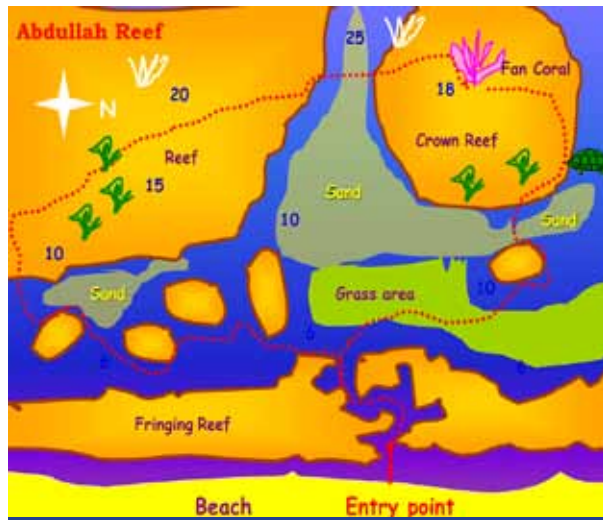 Abdullah Reef
25
Fan Coral
N
20
18
Reef
Crown Reef
15
Sand
10
Sand
10
Sand
Grass area
10
6
6
6
Fringing Reef
Beach
Entry point